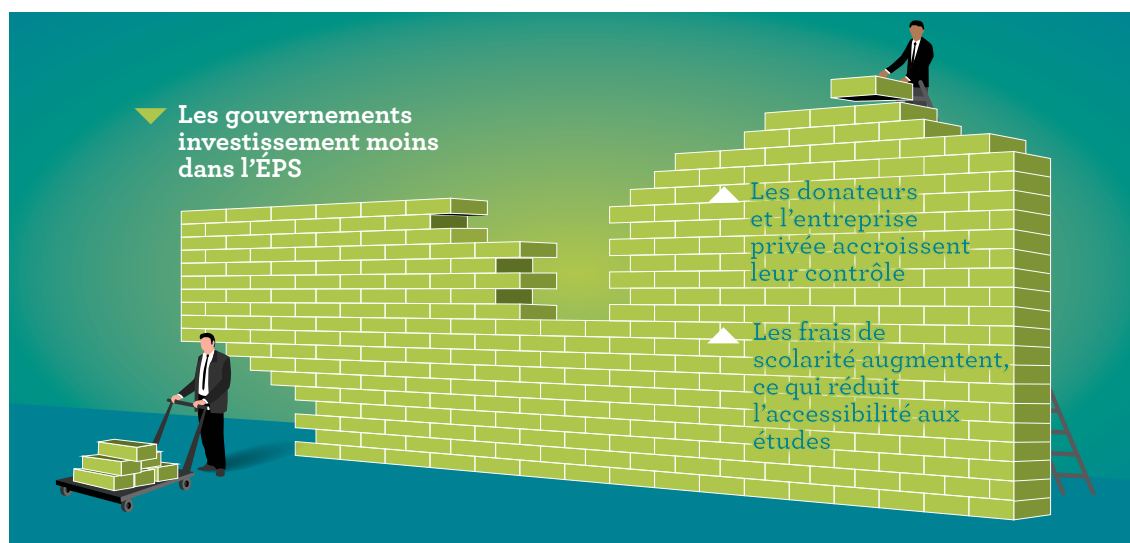 Les gouvernements
investissement moins
dans l’ÉPS
Les donateurs
et l’entreprise
privée accroissent
leur contrôle
Les frais de
scolarité augmentent,
ce qui réduit
l’accessibilité aux
études